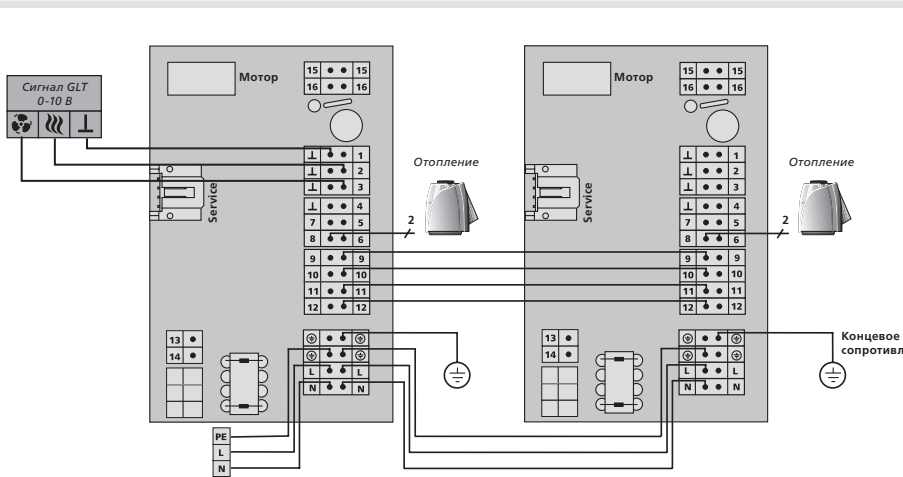 Сигнал GLT
0-10 В
Мотор
15 15
16 16
⊥ 1
⊥ 2
⊥ 3
⊥ 4
7 5
8 6
9 9
10 10
11 11
12 12
Service
13
14
L L
N N
Отопление
2
PE
L
N
Мотор
15 15
16 16
⊥ 1
⊥ 2
⊥ 3
⊥ 4
7 5
8 6
9 9
10 10
11 11
12 12
Service
13
14
L L
N N
Отопление
2
Концевое
сопротивл